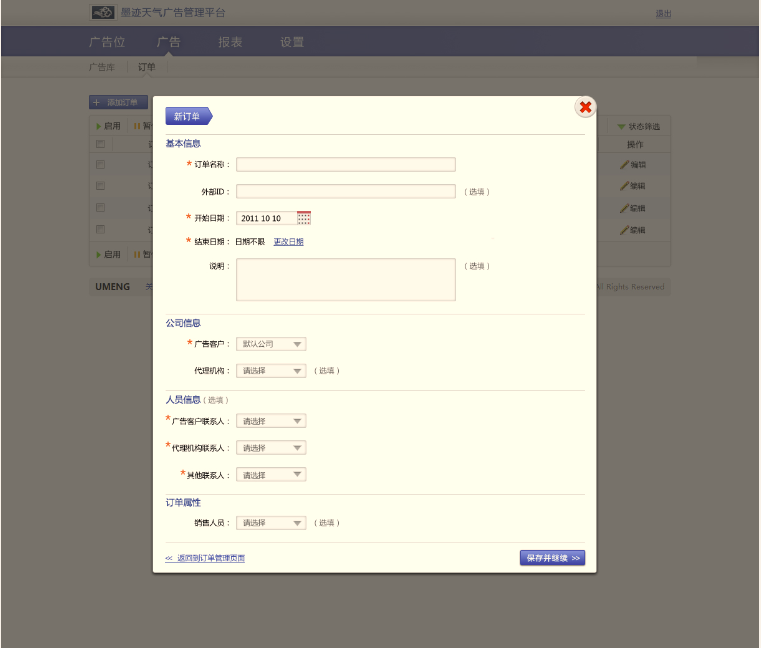 墨迹天气广告管理平台
退出
广告位 广告 报表 设置
广告库 订单
+ 添加订单
启用
状态筛选
操作
编辑
编辑
编辑
编辑
启用
UMENG
All Rights Reserved
新订单
基本信息
* 订单名称：
外部ID： （选填）
* 开始日期： 2011 10 10
* 结束日期： 日期不限 更改日期
说明： （选填）
公司信息
* 广告客户： 默认公司
代理机构： 请选择 （选填）
人员信息（选填）
* 广告客户联系人： 请选择
* 代理机构联系人： 请选择
* 其他联系人： 请选择
订单属性
销售人员： 请选择 （选填）
<< 返回到订单管理页面
保存并继续 >>